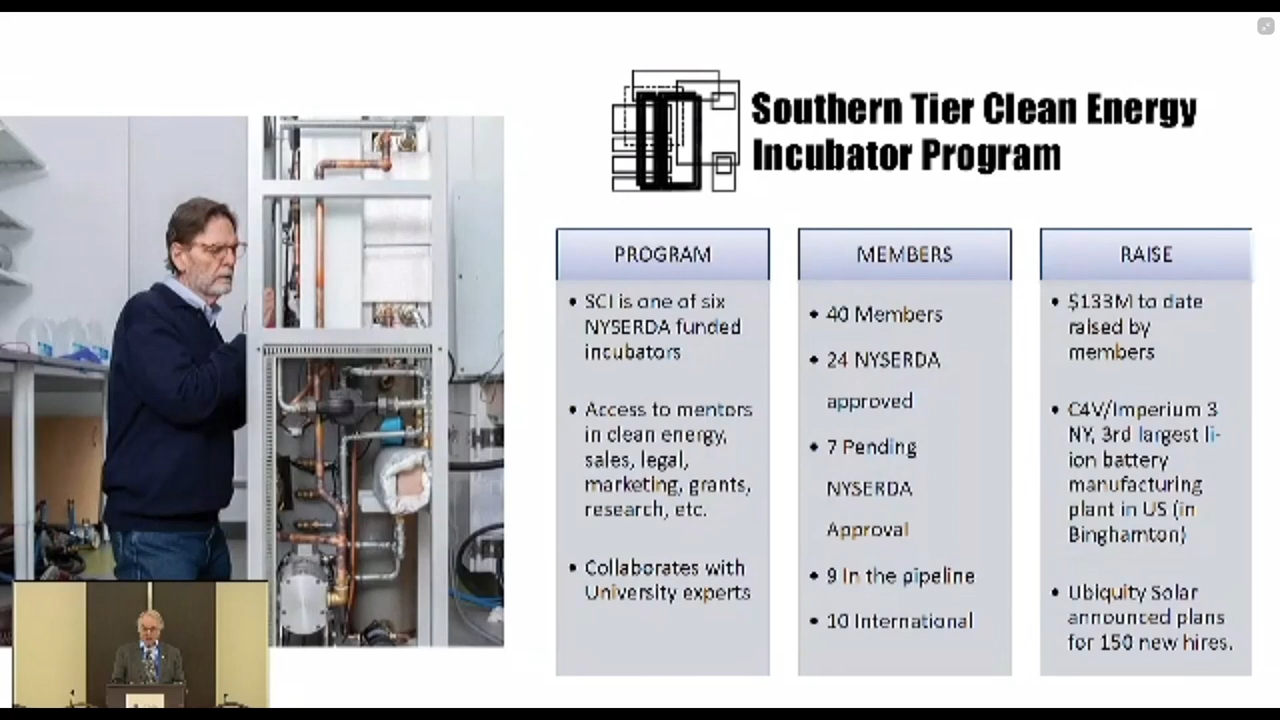 Southern Tier Clean Energy
Incubator Program
PROGRAM
• SCI is one of six
NYSERDA funded
incubators
• Access to mentors
in clean energy,
sales, legal,
marketing, grants,
research, etc.
• Collaborates with
University experts
MEMBERS
• 40 Members
• 24 NYSERDA
approved
• 7 Pending
NYSERDA
Approval
• 9 In the pipeline
• 10 International
RAISE
• $133M to date
raised by
members
• C4V/Imperium 3
NY, 3rd largest li-
ion battery
manufacturing
plant in US (in
Binghamton)
• Ubiquity Solar
announced plans
for 150 new hires.